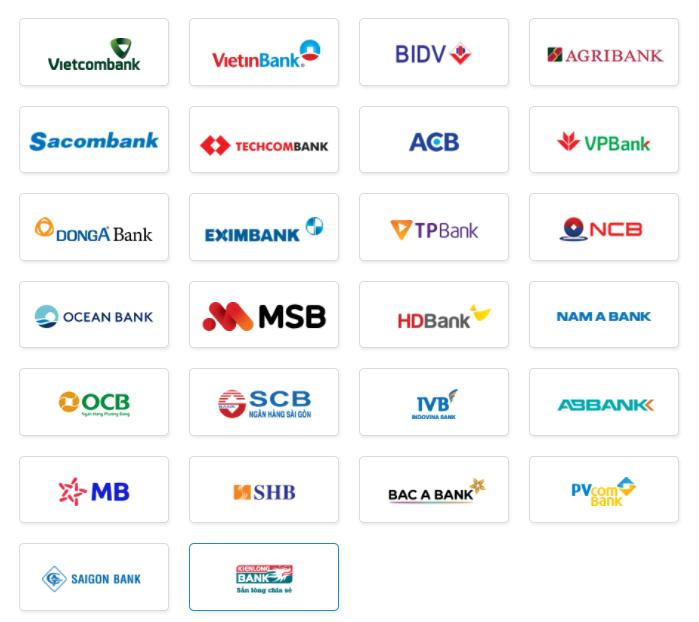 Vietcombank
VietinBank
BIDV
AGRIBANK
Sacombank
TECHCOMBANK
ACB
VPBank
DONGA Bank
EXIMBANK
TPBank
NCB
OCEAN BANK
MSB
HDBank
NAM A BANK
OCB
Ngân Hàng Phương Đông
SCB
NGÂN HÀNG SÀI GÒN
IVB
INDOVINA BANK
ABBANK
MB
SHB
BAC A BANK
PVcom
Bank
SAIGON BANK
KIENLONG
BANK
Sẵn lòng chia sẻ